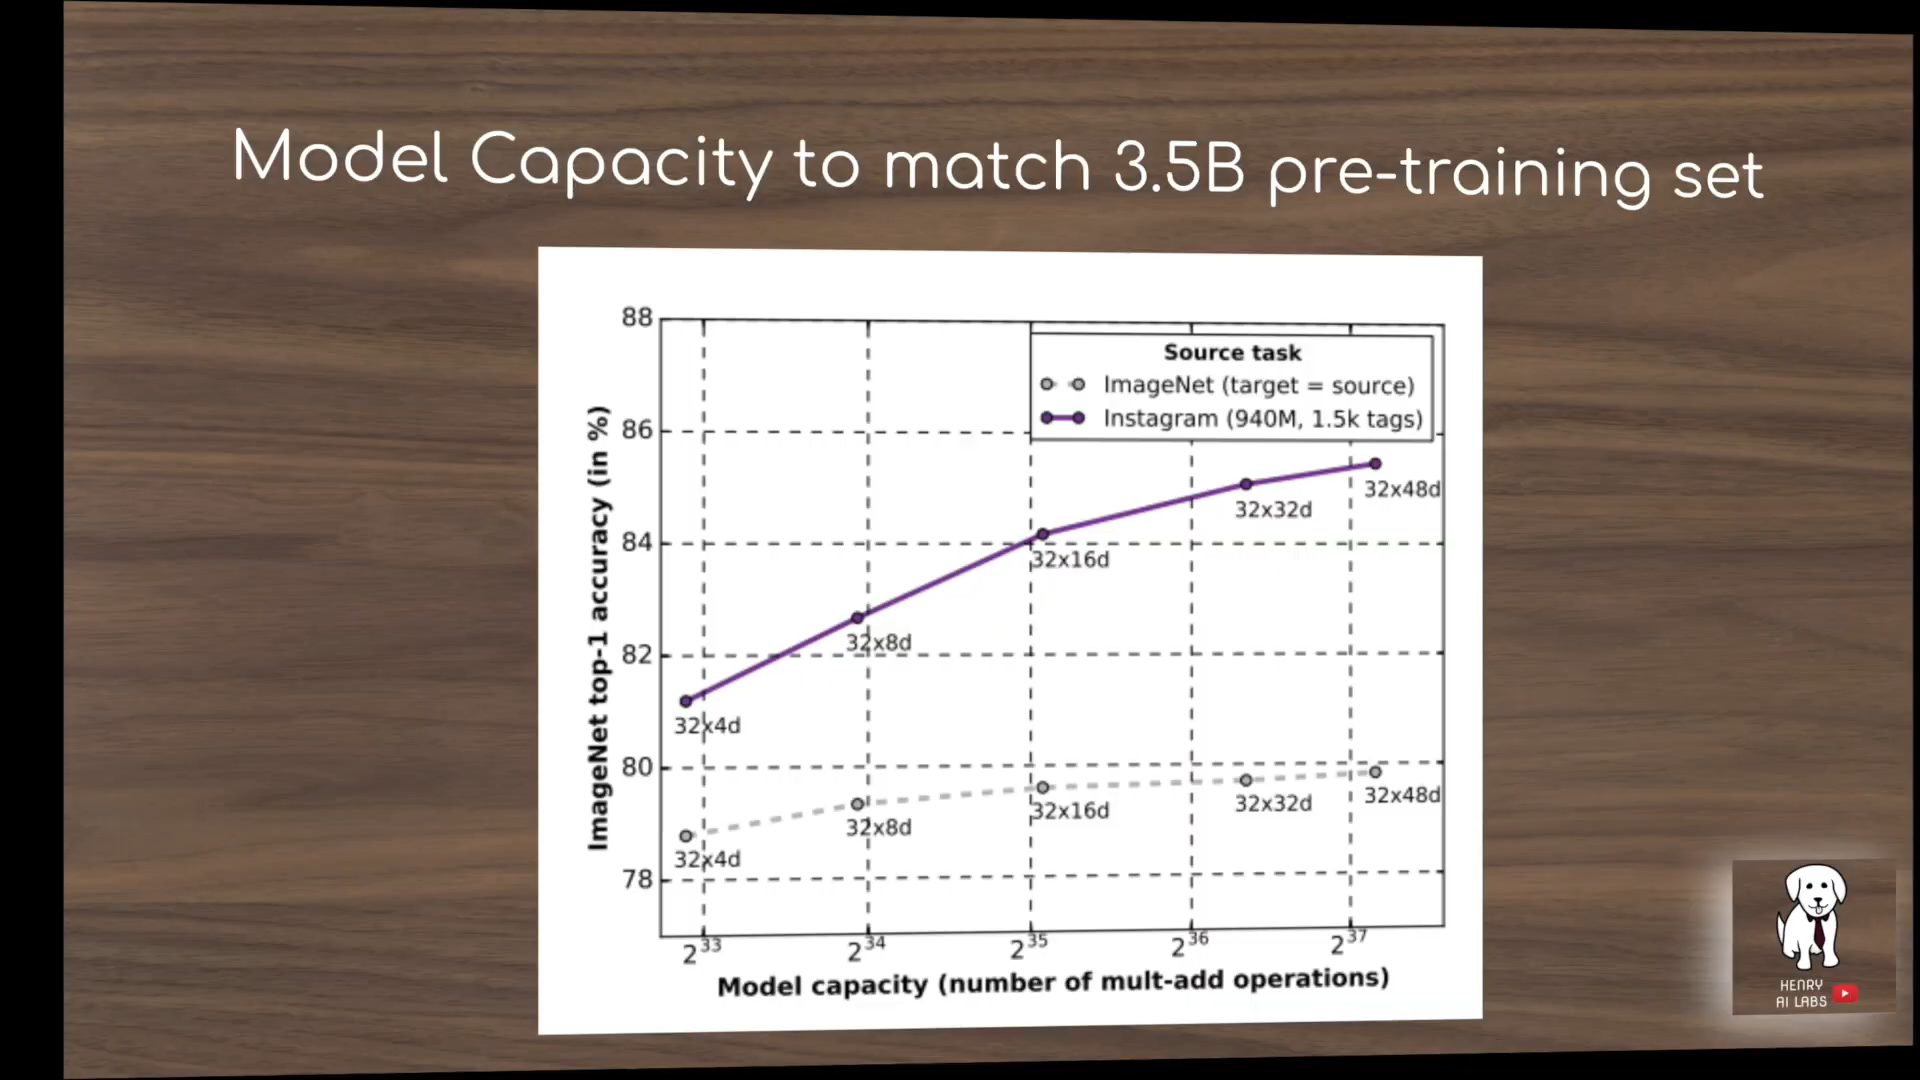 Model Capacity to match 3.5B pre-training set
88
86
84
82
80
78
ImageNet top-1 accuracy (in %)
Source task
ImageNet (target = source)
Instagram (940M, 1.5k tags)
32x4d
32x8d
32x16d
32x32d
32x48d
32x4d
32x8d
32x16d
32x32d
32x48d
2^33
2^34
2^35
2^36
2^37
Model capacity (number of mult-add operations)
HENRY
AI LABS